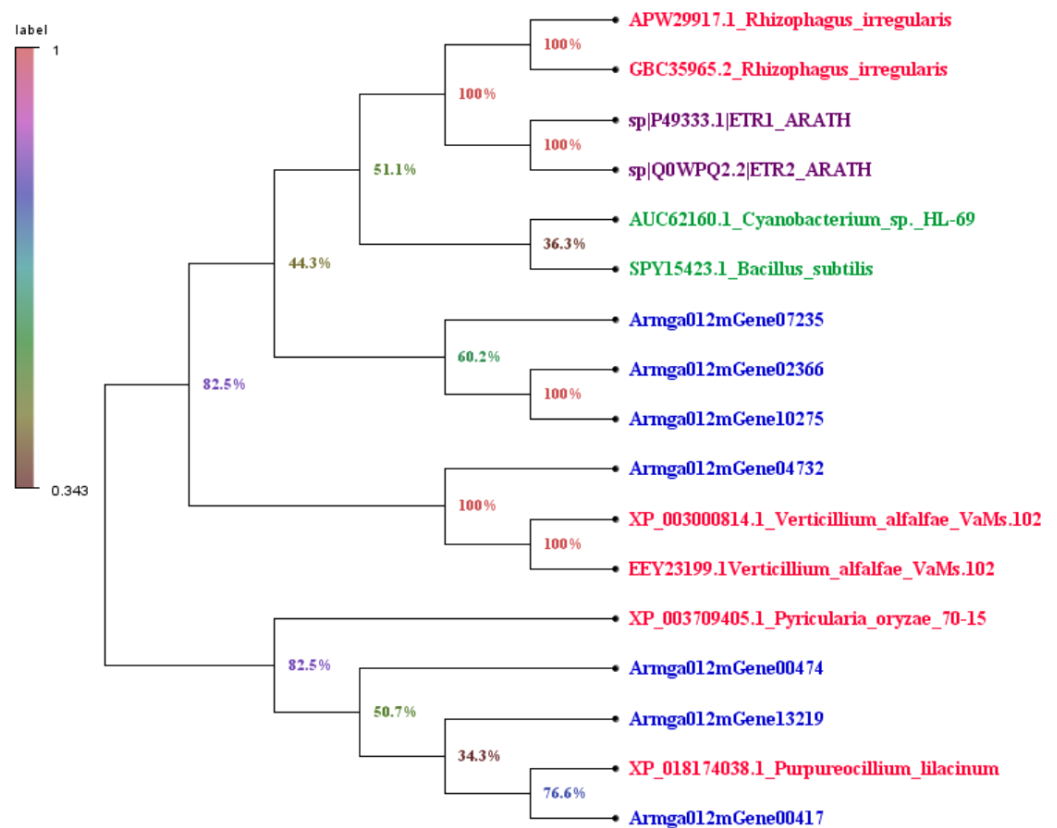 label
1
0.343
APW29917.1_Rhizophagus_irregularis
100%
GBC35965.2_Rhizophagus_irregularis
100%
sp|P49333.1|ETR1_ARATH
100%
sp|Q0WPQ2.2|ETR2_ARATH
51.1%
AUC62160.1_Cyanobacterium_sp._HL-69
36.3%
SPY15423.1_Bacillus_subtilis
44.3%
Armga012mGene07235
60.2%
Armga012mGene02366
82.5%
100%
Armga012mGene10275
Armga012mGene04732
100%
XP_003000814.1_Verticillium_alfalfae_VaMs.102
100%
EEY23199.1Verticillium_alfalfae_VaMs.102
XP_003709405.1_Pyricularia_oryzae_70-15
82.5%
Armga012mGene00474
50.7%
Armga012mGene13219
34.3%
XP_018174038.1_Purpureocillium_lilacinum
76.6%
Armga012mGene00417